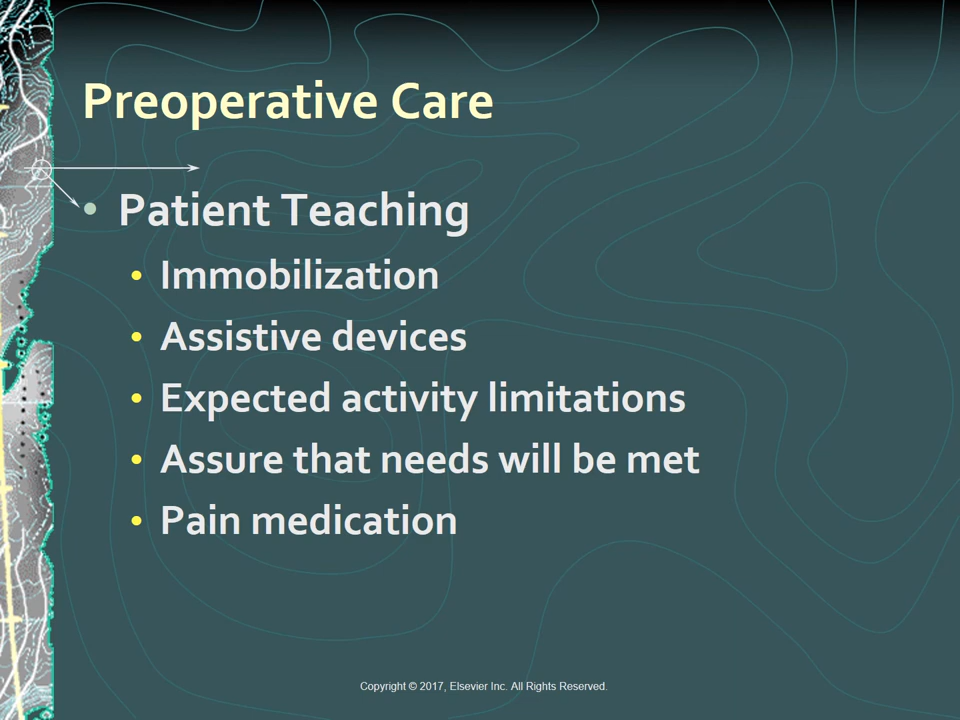 Preoperative Care
• Patient Teaching
• Immobilization
• Assistive devices
• Expected activity limitations
• Assure that needs will be met
• Pain medication
Copyright © 2017, Elsevier Inc. All Rights Reserved.